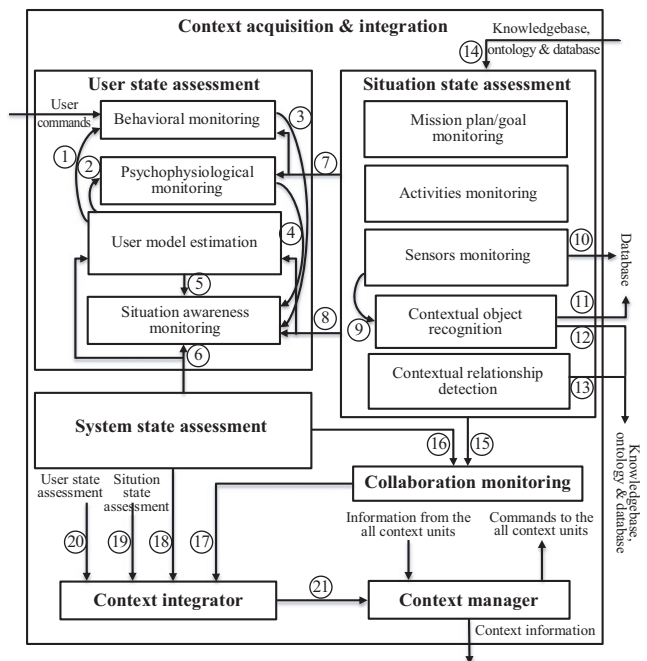 Context acquisition & integration
Knowledgebase,
ontology & database
14
User state assessment
Situation state assessment
User
commands
Behavioral monitoring
3
Mission plan/goal
monitoring
1
2
7
Psychophysiological
monitoring
Activities monitoring
4
User model estimation
Sensors monitoring
10
Database
5
Situation awareness
monitoring
8
9
Contextual object
recognition
11
12
6
Contextual relationship
detection
13
System state assessment
16
15
Knowledgebase,
ontology & database
User state
assessment
Sitution
state
assessment
Collaboration monitoring
Information from the
all context units
Commands to the
all context units
20
19
18
17
Context integrator
21
Context manager
Context information